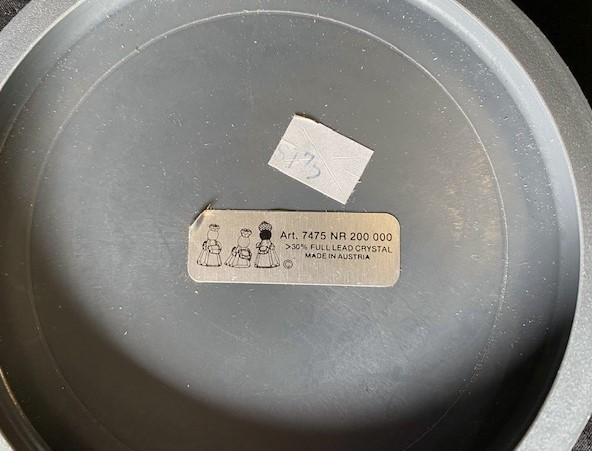 Art. 7475 NR 200 000
>30% FULL LEAD CRYSTAL
MADE IN AUSTRIA
©